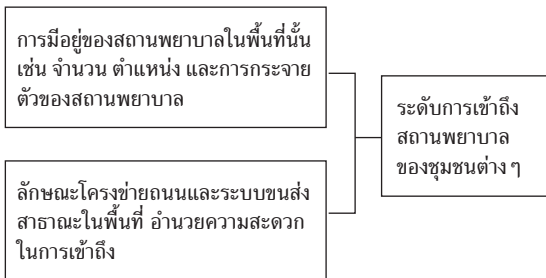 การมีอยู่ของสถานพยาบาลในพื้นที่นั้น
เช่น จำนวน ตำแหน่ง และการกระจาย
ตัวของสถานพยาบาล
ระดับการเข้าถึง
สถานพยาบาล
ของชุมชนต่าง ๆ
ลักษณะโครงข่ายถนนและระบบขนส่ง
สาธาณะในพื้นที่ อำนวยความสะดวก
ในการเข้าถึง